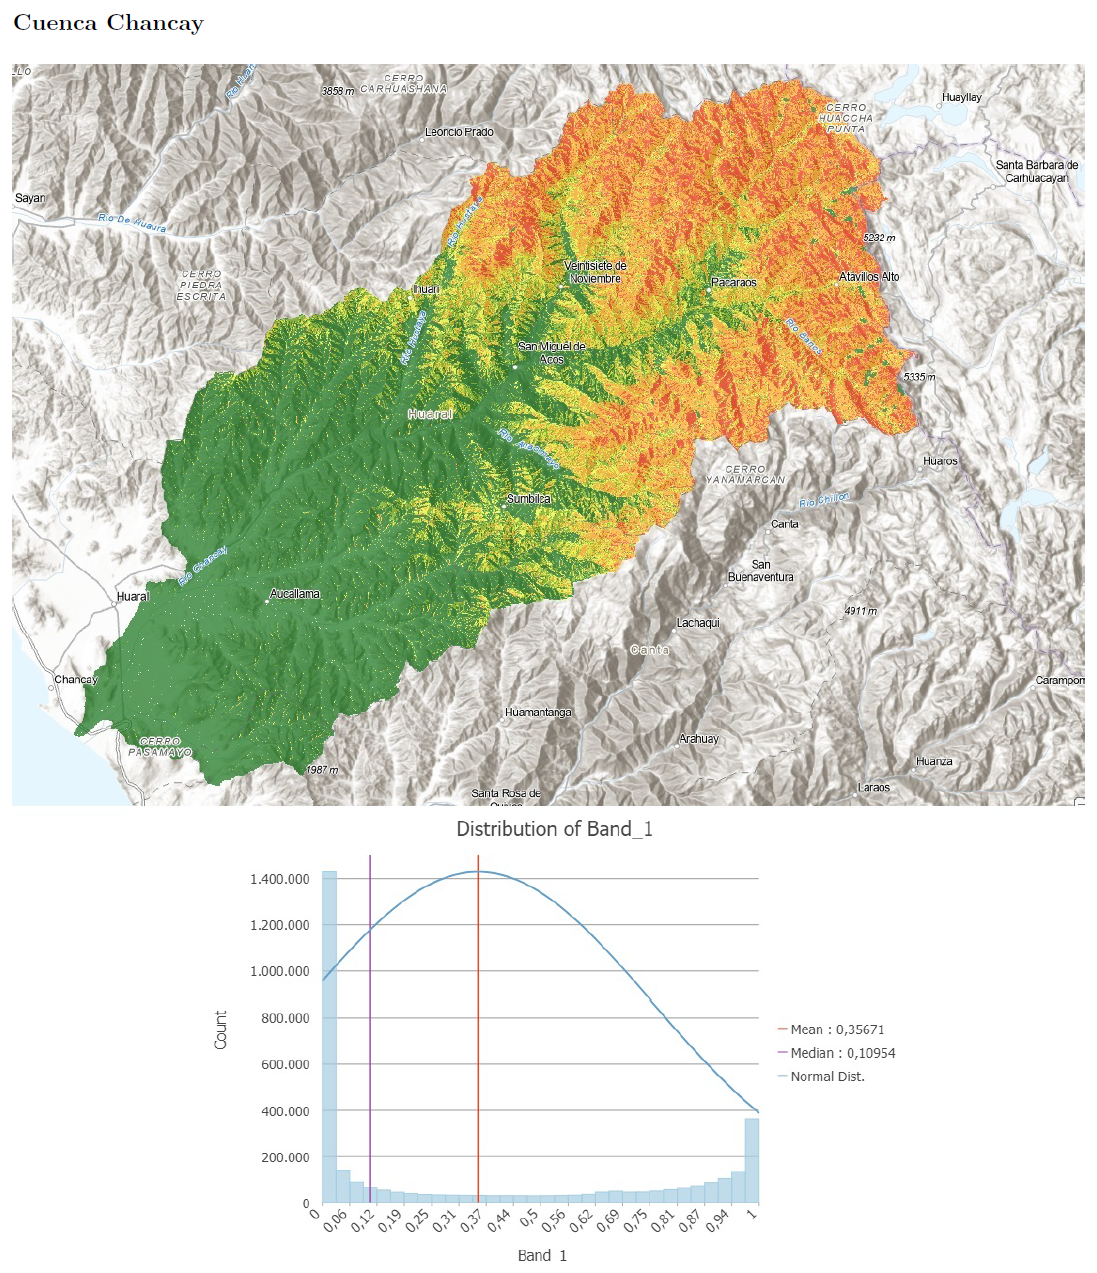 Cuenca Chancay
LLO
CERRO
CARHUASHANA
3858 m
Huayllay
CERRO
HUACCHA
PUNTA
Leoncio Prado
Santa Barbara de
Carhuacayan
Sayan
Rio De Huaura
5232 m
Veintisiete de
Noviembre
CERRO
PIEDRA
ESCRITA
Atavillos Alto
Pacaraos
Ihuari
Rio Huataya
San Miguel de
Acos
5335 m
Huaral
Huaros
CERRO
YANAMARCAN
Sumbilca
Rio Chillon
Canta
San
Buenaventura
Rio Chancay
Huaral
Aucallama
4911 m
Lachaqui
Canta
Chancay
Carampom
Huamantanga
CERRO
PASAMAYO
Arahuay
Huanza
1987 m
Laraos
Santa Rosa de
Distribution of Band_1
Count
1.400.000
1.200.000
1.000.000
800.000
600.000
400.000
200.000
0
0 0,06 0,12 0,19 0,25 0,31 0,37 0,44 0,5 0,56 0,62 0,69 0,75 0,81 0,87 0,94 1
Band_1
Mean : 0,35671
Median : 0,10954
Normal Dist.